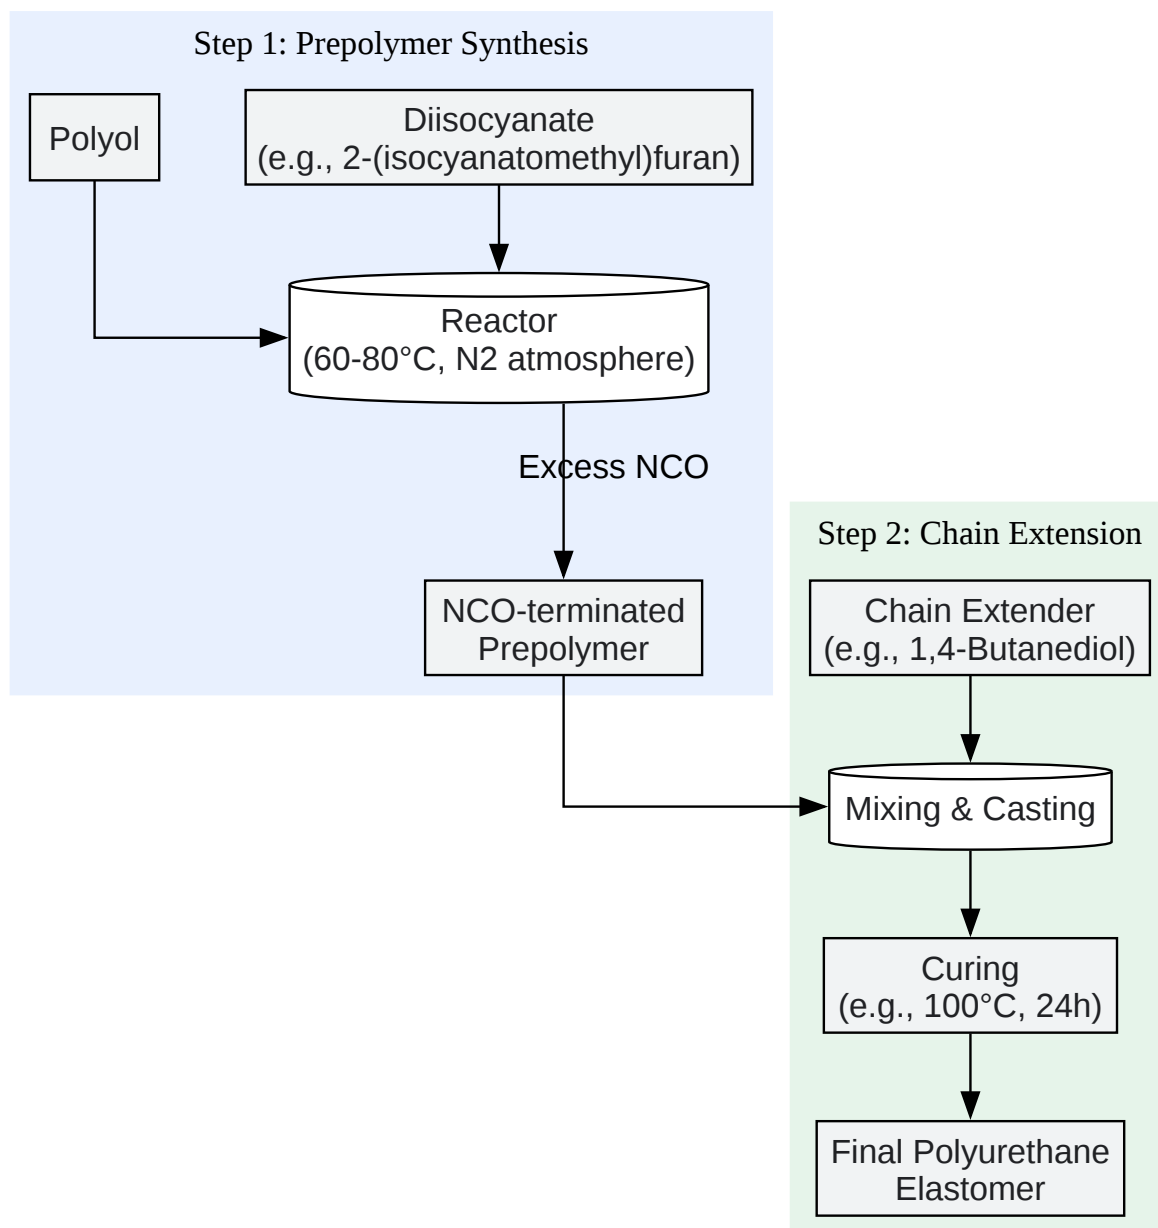 Step 1: Prepolymer Synthesis
Polyol
Diisocyanate
(e.g., 2-(isocyanatomethyl)furan)
Reactor
(60-80°C, N2 atmosphere)
Excess NCO
NCO-terminated
Prepolymer
Step 2: Chain Extension
Chain Extender
(e.g., 1,4-Butanediol)
Mixing & Casting
Curing
(e.g., 100°C, 24h)
Final Polyurethane
Elastomer